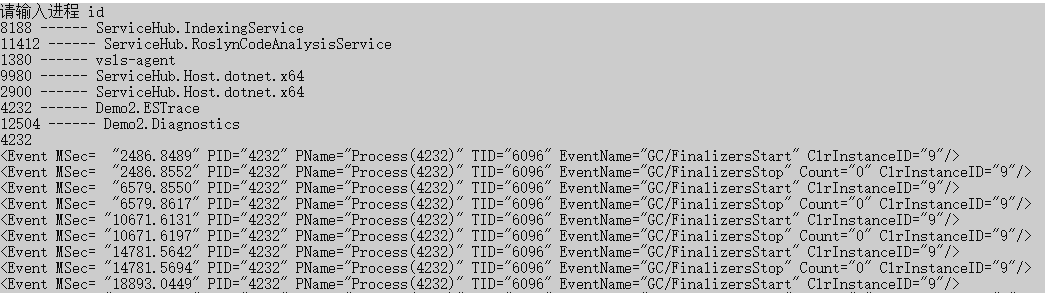 请输入进程 id
8188 ------ ServiceHub.IndexingService
11412 ------ ServiceHub.RoslynCodeAnalysisService
1380 ------ vsls-agent
9980 ------ ServiceHub.Host.dotnet.x64
2900 ------ ServiceHub.Host.dotnet.x64
4232 ------ Demo2.ESTrace
12504 ------ Demo2.Diagnostics
4232
<Event MSec=  "2486.8489" PID="4232" PName="Process(4232)" TID="6096" EventName="GC/FinalizersStart" ClrInstanceID="9"/>
<Event MSec=  "2486.8552" PID="4232" PName="Process(4232)" TID="6096" EventName="GC/FinalizersStop" Count="0" ClrInstanceID="9"/>
<Event MSec=  "6579.8550" PID="4232" PName="Process(4232)" TID="6096" EventName="GC/FinalizersStart" ClrInstanceID="9"/>
<Event MSec=  "6579.8617" PID="4232" PName="Process(4232)" TID="6096" EventName="GC/FinalizersStop" Count="0" ClrInstanceID="9"/>
<Event MSec= "10671.6131" PID="4232" PName="Process(4232)" TID="6096" EventName="GC/FinalizersStart" ClrInstanceID="9"/>
<Event MSec= "10671.6197" PID="4232" PName="Process(4232)" TID="6096" EventName="GC/FinalizersStop" Count="0" ClrInstanceID="9"/>
<Event MSec= "14781.5642" PID="4232" PName="Process(4232)" TID="6096" EventName="GC/FinalizersStart" ClrInstanceID="9"/>
<Event MSec= "14781.5694" PID="4232" PName="Process(4232)" TID="6096" EventName="GC/FinalizersStop" Count="0" ClrInstanceID="9"/>
<Event MSec= "18893.0449" PID="4232" PName="Process(4232)" TID="6096" EventName="GC/FinalizersStart" ClrInstanceID="9"/>